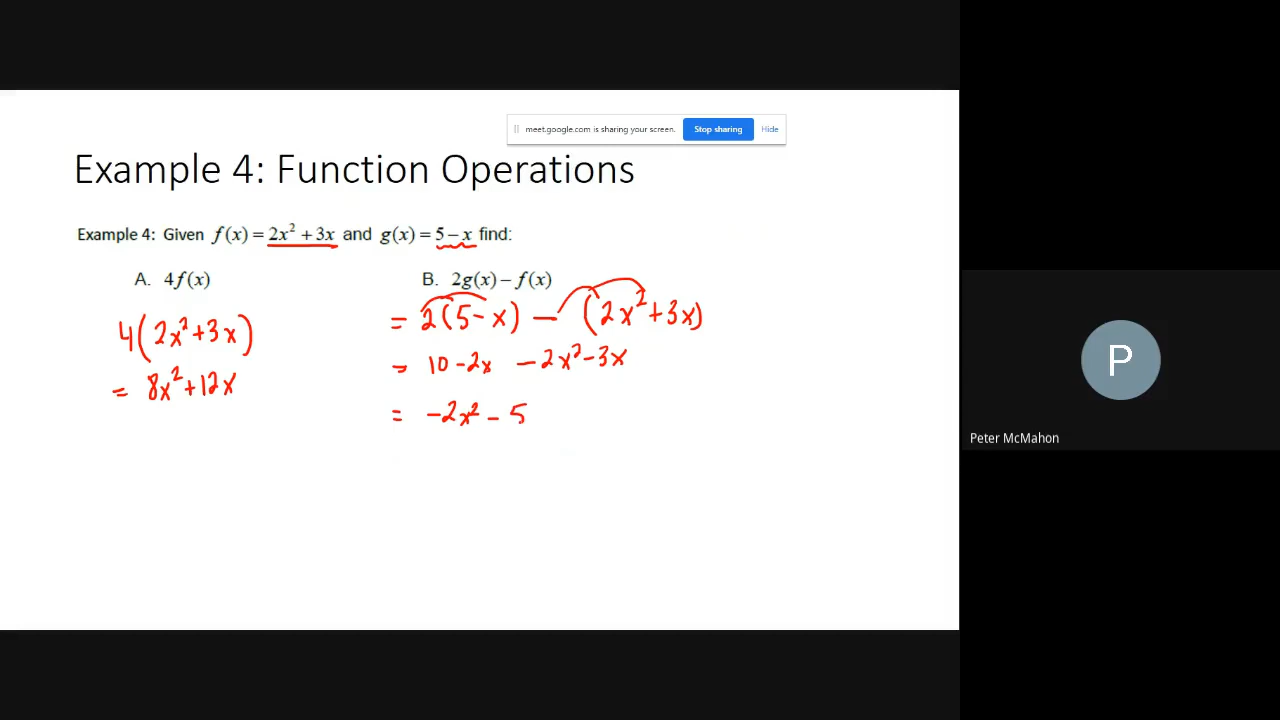 meet.google.com is sharing your screen. Stop sharing Hide
Example 4: Function Operations
Example 4: Given f(x) = 2x² + 3x and g(x) = 5 − x find:
A. 4f(x)
4(2x² + 3x)
= 8x² + 12x
B. 2g(x) − f(x)
= 2(5 − x) − (2x² + 3x)
= 10 − 2x − 2x² − 3x
= −2x² − 5
P
Peter McMahon